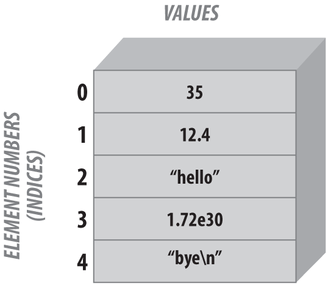 VALUES
ELEMENT NUMBERS
(INDICES)
0 35
1 12.4
2 “hello”
3 1.72e30
4 “bye\n”